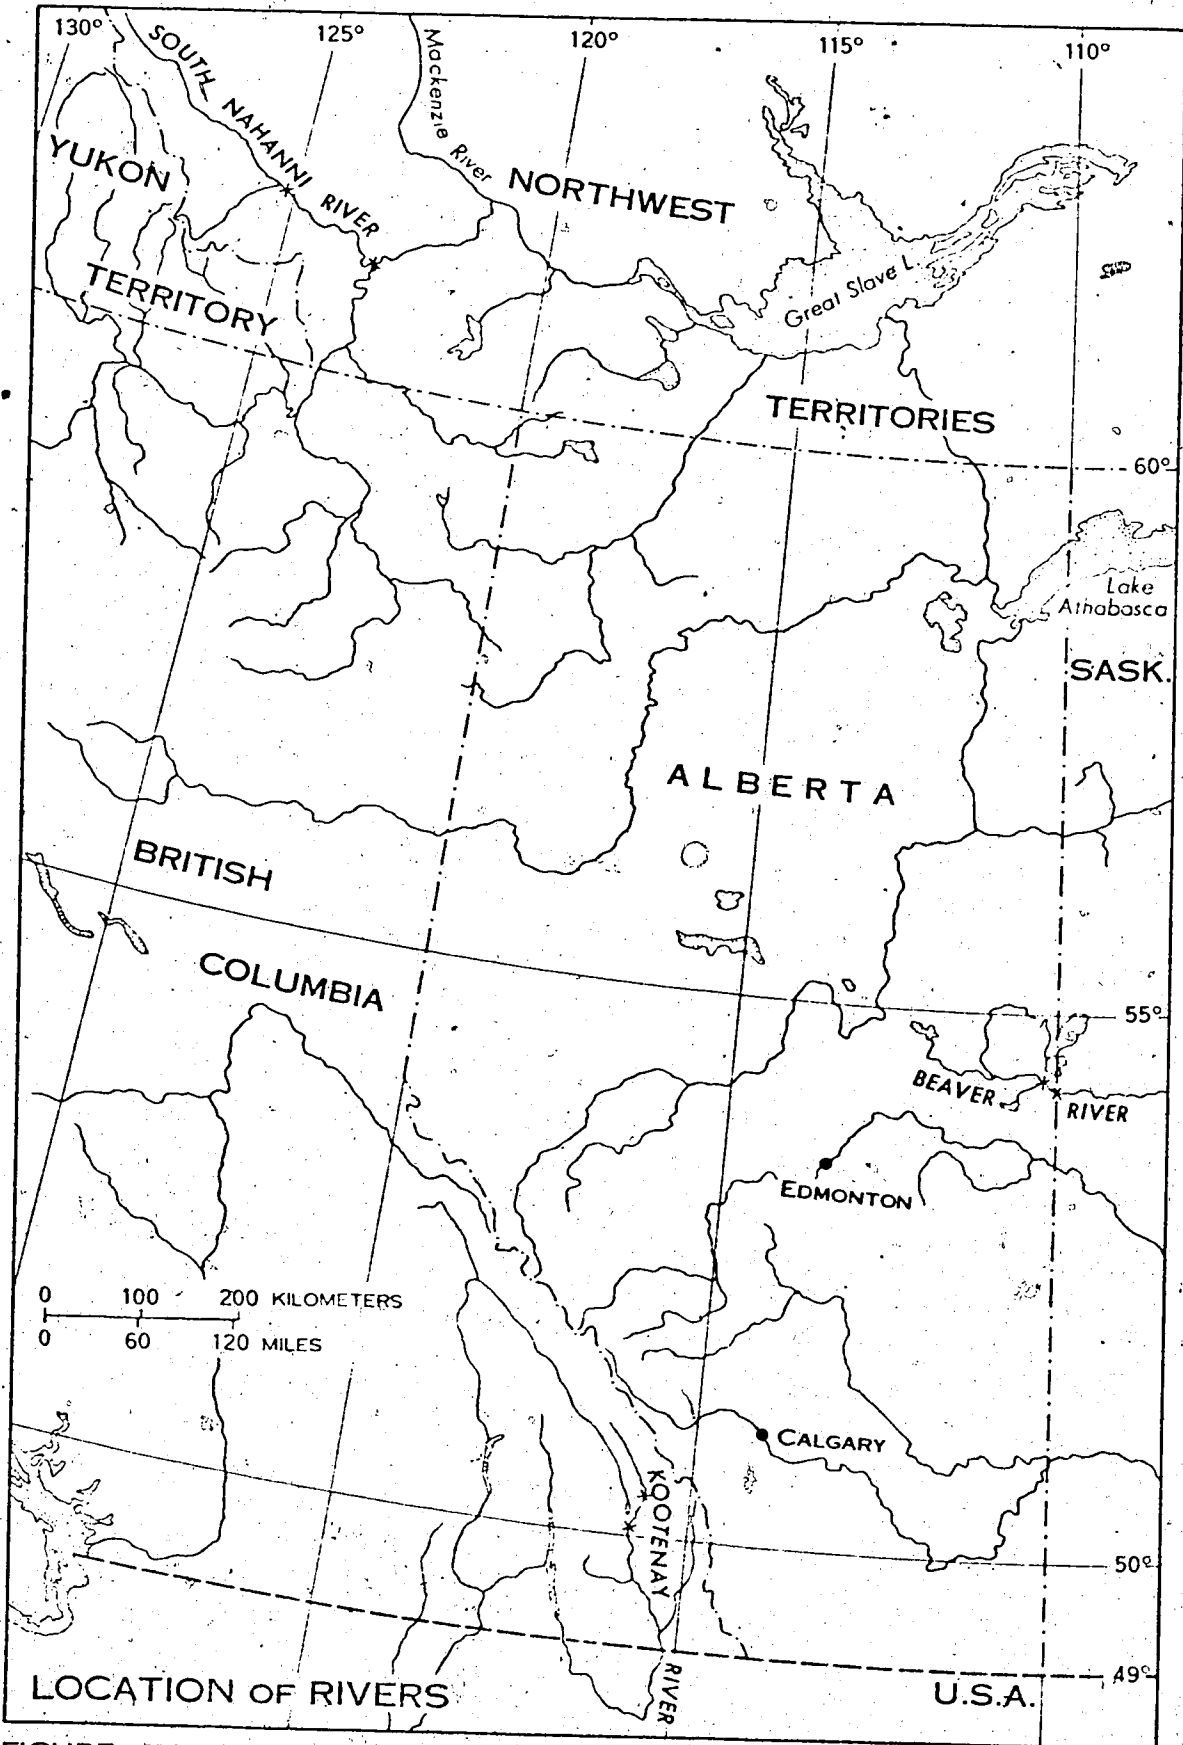 130°
125°
120°
115°
110°
SOUTH NAHANNI RIVER
Mackenzie River
YUKON
TERRITORY
NORTHWEST
TERRITORIES
Great Slave L.
60°
Lake
Athabasca
SASK.
ALBERTA
BRITISH
COLUMBIA
55°
BEAVER
RIVER
EDMONTON
0 100 200 KILOMETERS
0 60 120 MILES
CALGARY
KOOTENAY
RIVER
50°
49°
LOCATION OF RIVERS
U.S.A.